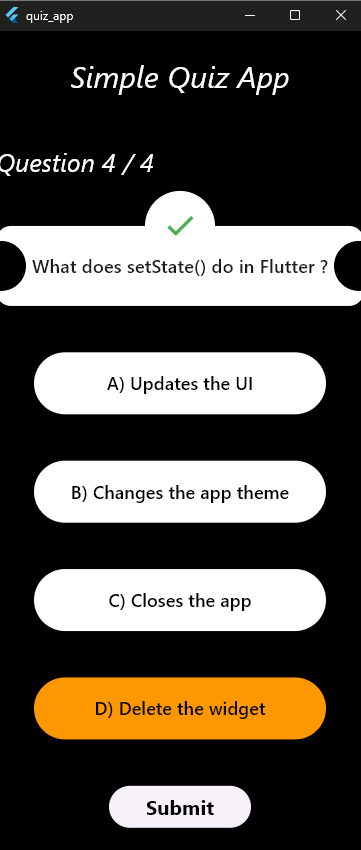 quiz_app
Simple Quiz App
Question 4 / 4
What does setState() do in Flutter ?
A) Updates the UI
B) Changes the app theme
C) Closes the app
D) Delete the widget
Submit